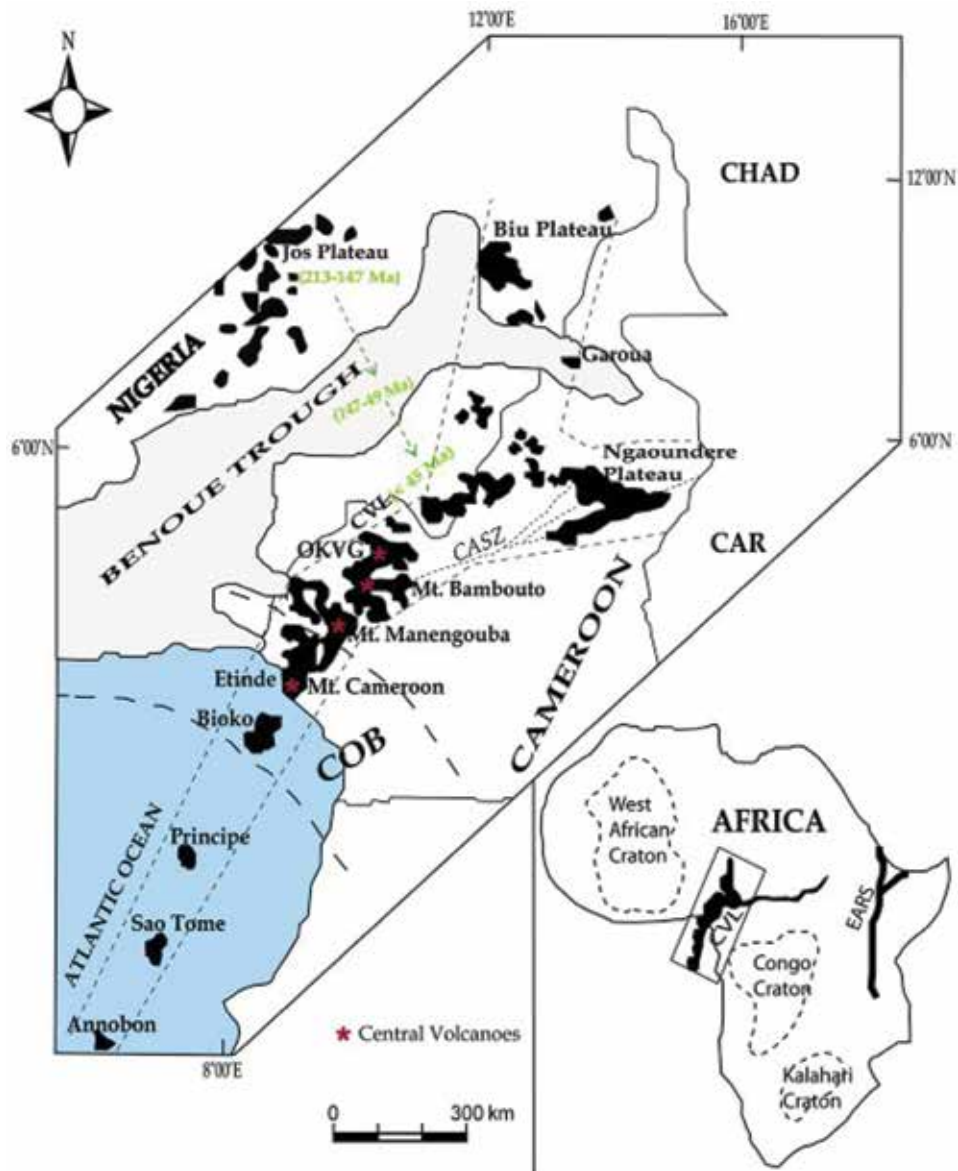 12°00'E
16°00'E
N
12°00'N
CHAD
Biu Plateau
Jos Plateau
(213-147 Ma)
NIGERIA
Garoua
(147-49 Ma)
BENOUE TROUGH
6°00'N
6°00'N
Ngaoundere
Plateau
(< 45 Ma)
CVL
CASZ
OKVG
CAR
Mt. Bambouto
Mt. Manengouba
CAMEROON
Etinde
Mt. Cameroon
Bioko
COB
ATLANTIC OCEAN
Principe
Sao Tome
Annobon
8°00'E
* Central Volcanoes
0 300 km
AFRICA
West
African
Craton
CVL
EARS
Congo
Craton
Kalahati
Craton